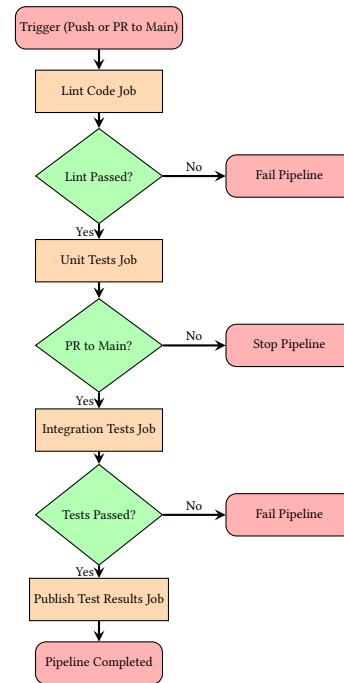 Trigger (Push or PR to Main)
Lint Code Job
Lint Passed?
No
Fail Pipeline
Yes
Unit Tests Job
PR to Main?
No
Stop Pipeline
Yes
Integration Tests Job
Tests Passed?
No
Fail Pipeline
Yes
Publish Test Results Job
Pipeline Completed